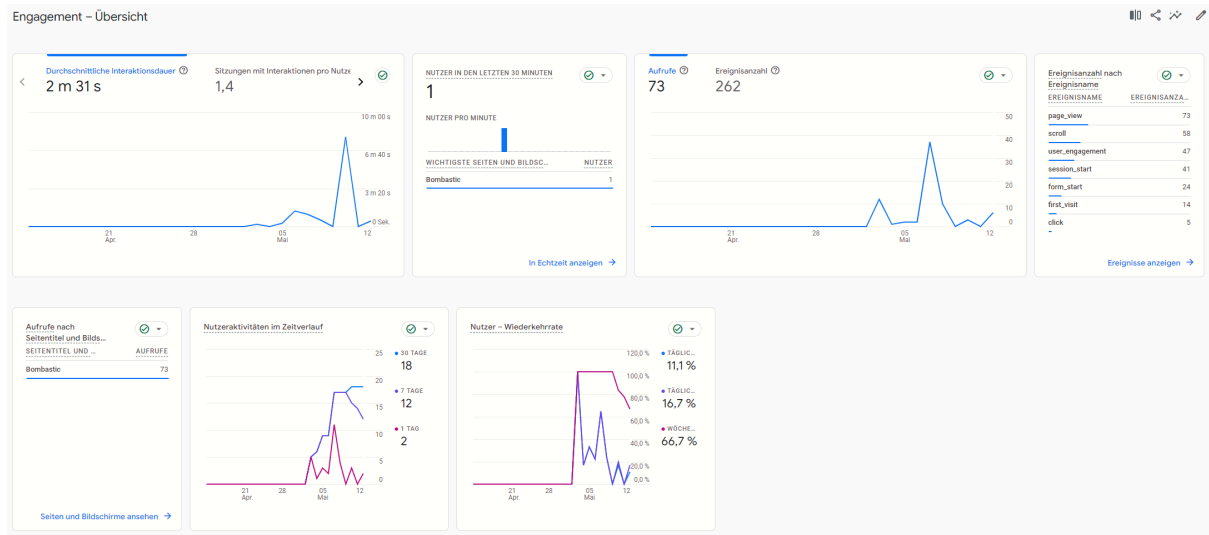 Engagement – Übersicht
Durchschnittliche Interaktionsdauer
2 m 31 s
Sitzungen mit Interaktionen pro Nutze
1,4
10 m 00 s
6 m 40 s
3 m 20 s
0 Sek.
21
Apr.
28
05
Mai
12
NUTZER IN DEN LETZTEN 30 MINUTEN
1
NUTZER PRO MINUTE
WICHTIGSTE SEITEN UND BILDSC...
NUTZER
Bombastic
1
In Echtzeit anzeigen
Aufrufe
73
Ereignisanzahl
262
50
40
30
20
10
0
21
Apr.
28
05
Mai
12
Ereignisanzahl nach
Ereignisname
EREIGNISNAME
EREIGNISANZA...
page_view 73
scroll 58
user_engagement 47
session_start 41
form_start 24
first_visit 14
click 5
Ereignisse anzeigen
Aufrufe nach
Seitentitel und Bilds...
SEITENTITEL UND ...
AUFRUFE
Bombastic 73
Seiten und Bildschirme ansehen
Nutzeraktivitäten im Zeitverlauf
25
20
15
10
5
0
21
Apr.
28
05
Mai
12
30 TAGE
18
7 TAGE
12
1 TAG
2
Nutzer – Wiederkehrrate
120,0 %
100,0 %
80,0 %
60,0 %
40,0 %
20,0 %
0,0 %
21
Apr.
28
05
Mai
12
TÄGLIC...
11,1 %
TÄGLIC...
16,7 %
WÖCHE...
66,7 %